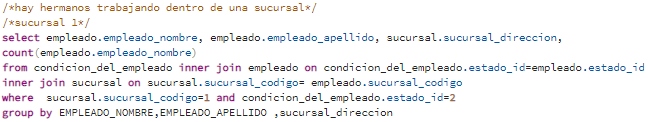 /*hay hermanos trabajando dentro de una sucursal*/
/*sucursal 1*/
select empleado.empleado_nombre, empleado.empleado_apellido, sucursal.sucursal_direccion,
count(empleado.empleado_nombre)
from condicion_del_empleado inner join empleado on condicion_del_empleado.estado_id=empleado.estado_id
inner join sucursal on sucursal.sucursal_codigo= empleado.sucursal_codigo
where  sucursal.sucursal_codigo=1 and condicion_del_empleado.estado_id=2
group by EMPLEADO_NOMBRE,EMPLEADO_APELLIDO ,sucursal_direccion